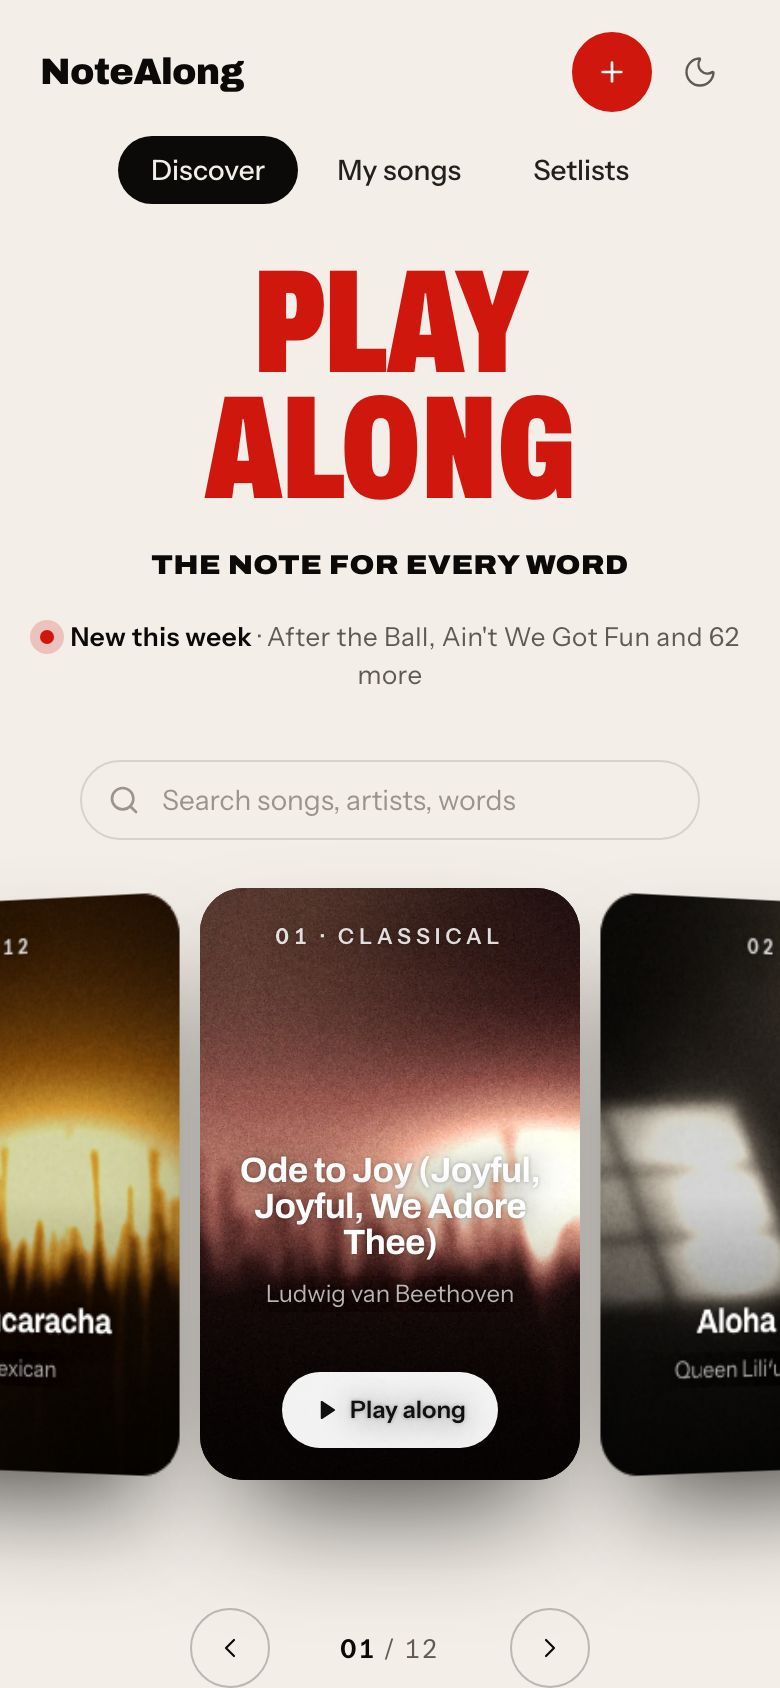 NoteAlong
Discover
My songs
Setlists
PLAY
ALONG
THE NOTE FOR EVERY WORD
New this week · After the Ball, Ain't We Got Fun and 62
more
Search songs, artists, words
12
caracha
exican
01 · CLASSICAL
Ode to Joy (Joyful,
Joyful, We Adore
Thee)
Ludwig van Beethoven
Play along
02
Aloha
Queen Lili'u
01 / 12